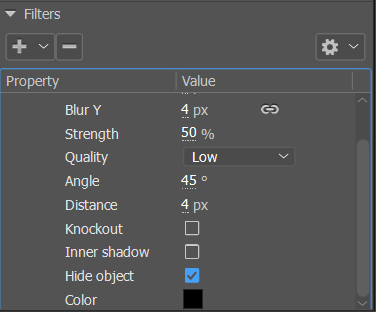 Filters
Property Value
Blur Y 4 px
Strength 50 %
Quality Low
Angle 45 °
Distance 4 px
Knockout
Inner shadow
Hide object
Color